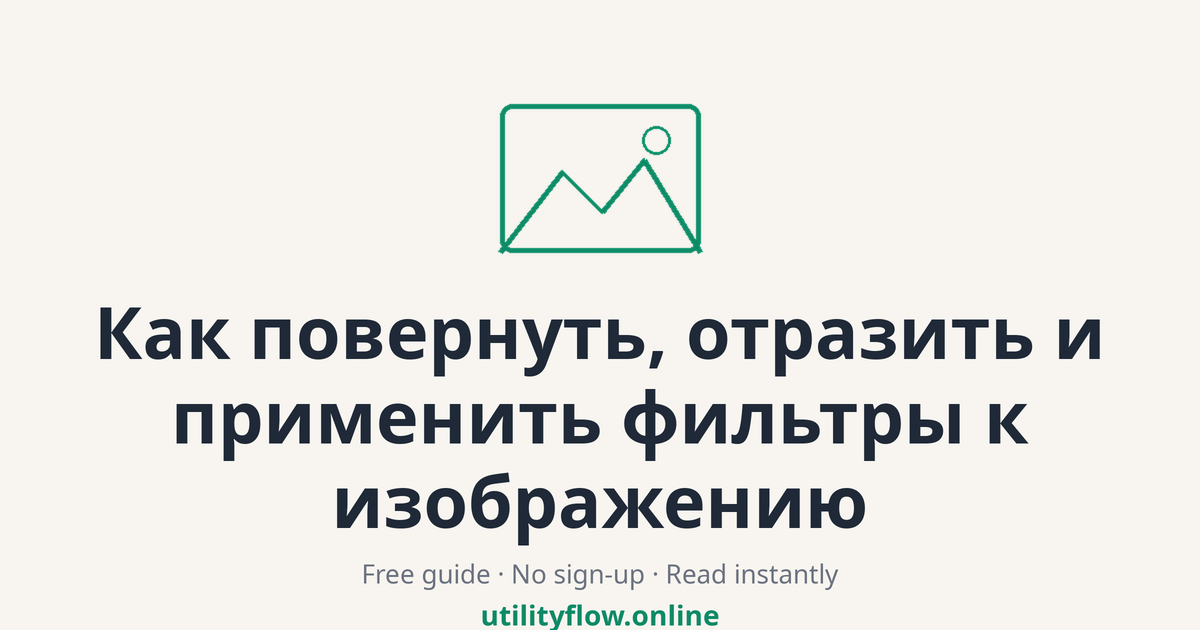 Как повернуть, отразить и
применить фильтры к
изображению
Free guide · No sign-up · Read instantly
utilityflow.online